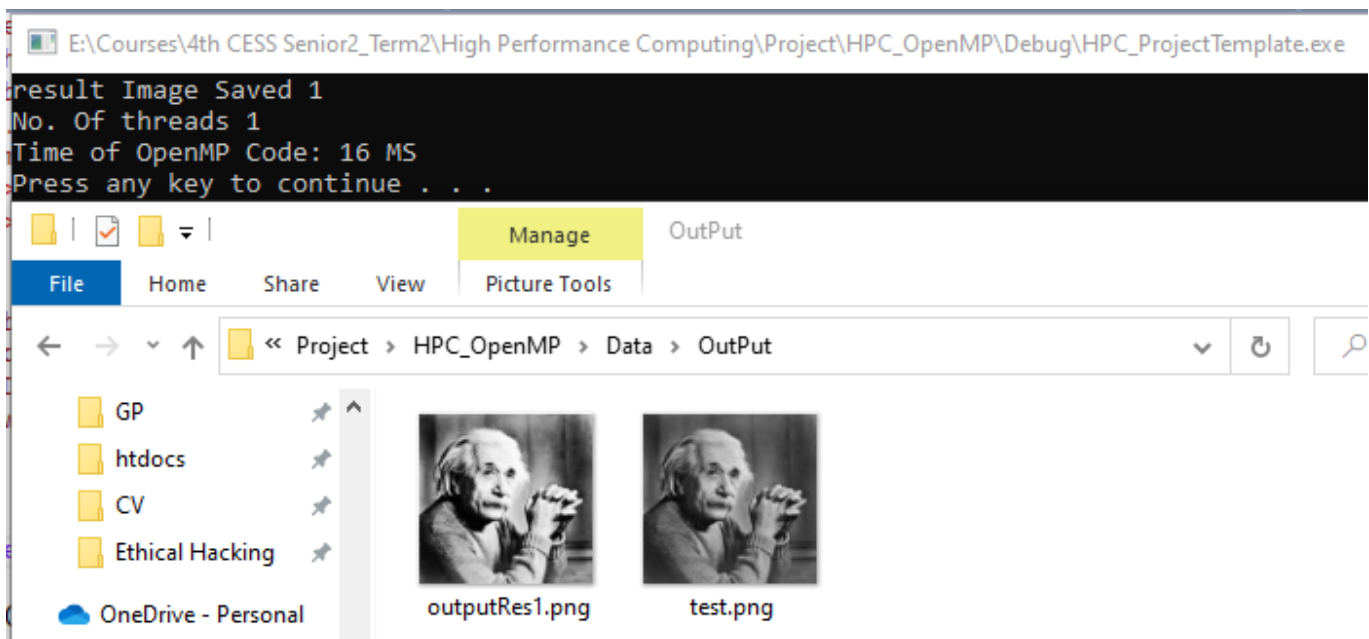 E:\Courses\4th CESS Senior2_Term2\High Performance Computing\Project\HPC_OpenMP\Debug\HPC_ProjectTemplate.exe
result Image Saved 1
No. Of threads 1
Time of OpenMP Code: 16 MS
Press any key to continue . . .
Manage OutPut
File Home Share View Picture Tools
« Project > HPC_OpenMP > Data > OutPut
GP
htdocs
CV
Ethical Hacking
OneDrive - Personal
outputRes1.png test.png